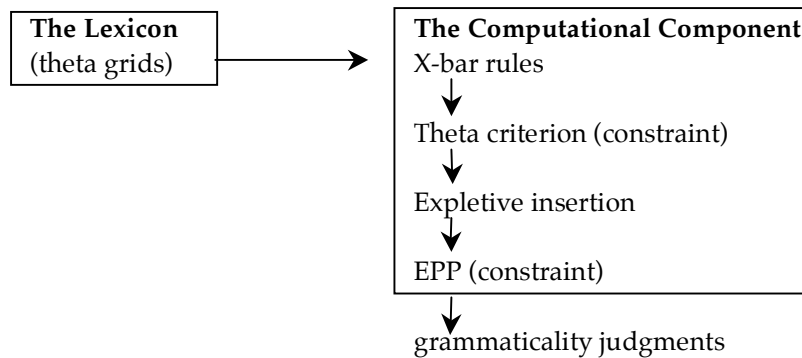 The Lexicon
(theta grids)
The Computational Component
X-bar rules
Theta criterion (constraint)
Expletive insertion
EPP (constraint)
grammaticality judgments